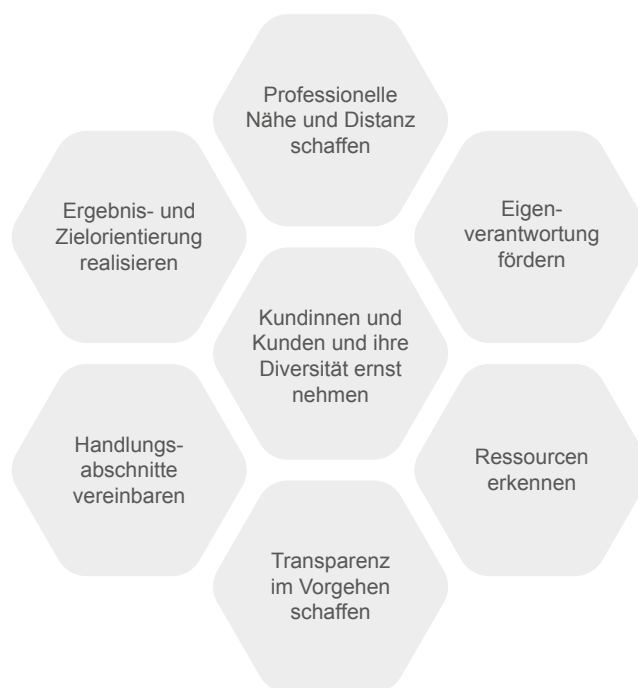 Professionelle
Nähe und Distanz
schaffen
Ergebnis- und
Zielorientierung
realisieren
Eigen-
verantwortung
fördern
Kundinnen und
Kunden und ihre
Diversität ernst
nehmen
Handlungs-
abschnitte
vereinbaren
Ressourcen
erkennen
Transparenz
im Vorgehen
schaffen